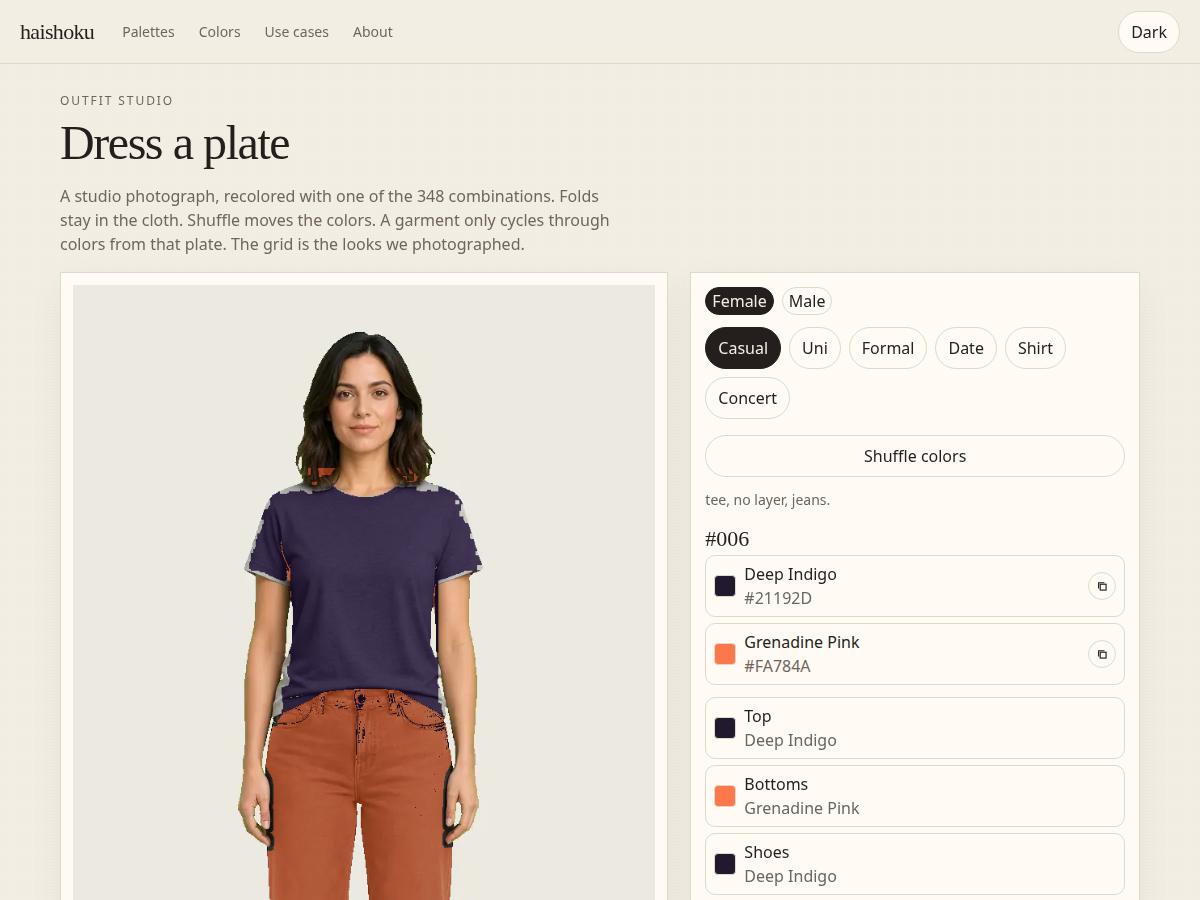 haishoku
Palettes
Colors
Use cases
About
Dark
OUTFIT STUDIO
Dress a plate
A studio photograph, recolored with one of the 348 combinations. Folds
stay in the cloth. Shuffle moves the colors. A garment only cycles through
colors from that plate. The grid is the looks we photographed.
Female
Male
Casual
Uni
Formal
Date
Shirt
Concert
Shuffle colors
tee, no layer, jeans.
#006
Deep Indigo
#21192D
Grenadine Pink
#FA784A
Top
Deep Indigo
Bottoms
Grenadine Pink
Shoes
Deep Indigo